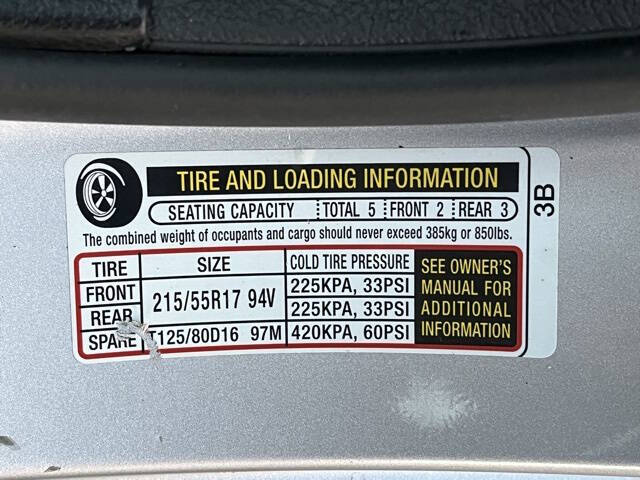 TIRE AND LOADING INFORMATION
SEATING CAPACITY TOTAL 5 FRONT 2 REAR 3
The combined weight of occupants and cargo should never exceed 385kg or 850lbs.
TIRE SIZE COLD TIRE PRESSURE
FRONT 215/55R17 94V 225KPA, 33PSI
REAR 225KPA, 33PSI
SPARE T125/80D16 97M 420KPA, 60PSI
SEE OWNER'S
MANUAL FOR
ADDITIONAL
INFORMATION
3B